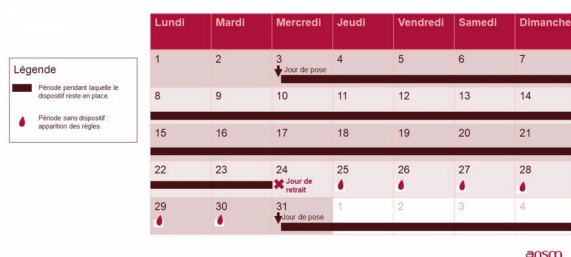 Lundi Mardi Mercredi Jeudi Vendredi Samedi Dimanche
1 2 3 4 5 6 7
Jour de pose
Légende
Période pendant laquelle le
dispositif reste en place.
Période sans dispositif :
apparition des règles.
8 9 10 11 12 13 14
15 16 17 18 19 20 21
22 23 24 25 26 27 28
Jour de
retrait
29 30 31 1 2 3 4
Jour de pose
ansm